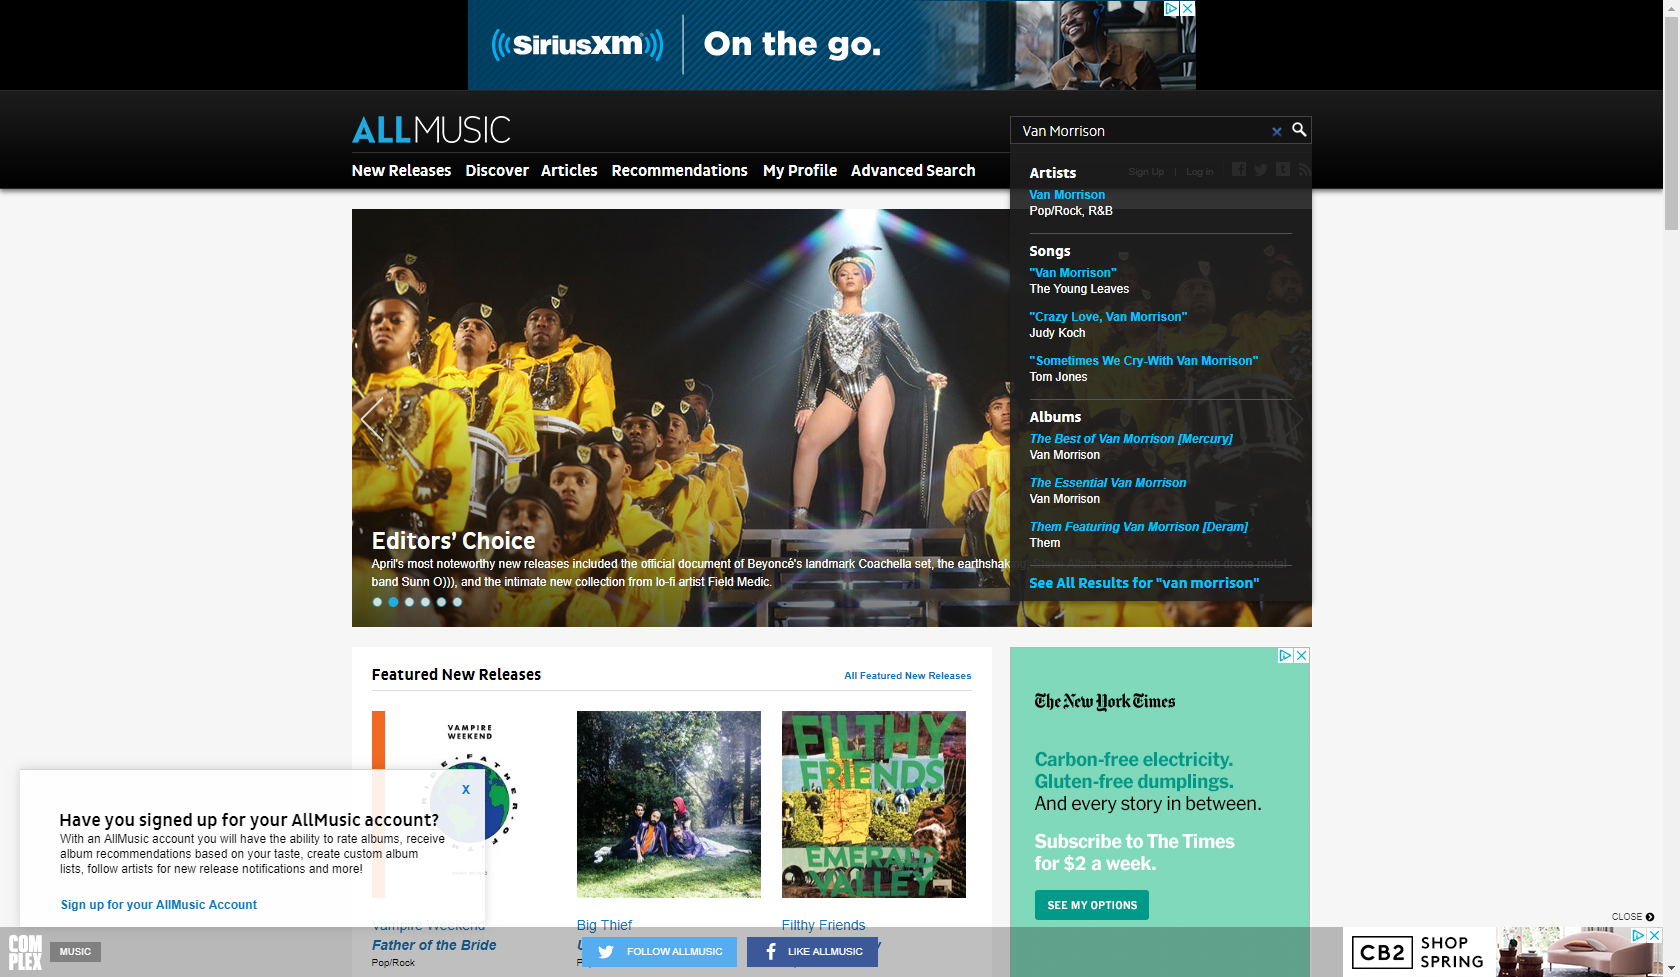 SiriusXM
On the go.
ALLMUSIC
Van Morrison
New Releases Discover Articles Recommendations My Profile Advanced Search
Sign Up | Log in
Artists
Van Morrison
Pop/Rock, R&B
Songs
"Van Morrison"
The Young Leaves
"Crazy Love, Van Morrison"
Judy Koch
"Sometimes We Cry-With Van Morrison"
Tom Jones
Albums
The Best of Van Morrison [Mercury]
Van Morrison
The Essential Van Morrison
Van Morrison
Them Featuring Van Morrison [Deram]
Them
See All Results for "van morrison"
Editors' Choice
April's most noteworthy new releases included the official document of Beyoncé's landmark Coachella set, the earthshak new set from drone metal
band Sunn O))), and the intimate new collection from lo-fi artist Field Medic.
Featured New Releases
All Featured New Releases
VAMPIRE
WEEKEND
FILTHY
FRIENDS
EMERALD
VALLEY
Vampire Weekend
Father of the Bride
Pop/Rock
Big Thief
Filthy Friends
Have you signed up for your AllMusic account?
X
With an AllMusic account you will have the ability to rate albums, receive
album recommendations based on your taste, create custom album
lists, follow artists for new release notifications and more!
Sign up for your AllMusic Account
The New York Times
Carbon-free electricity.
Gluten-free dumplings.
And every story in between.
Subscribe to The Times
for $2 a week.
SEE MY OPTIONS
CLOSE
COM
PLEX
MUSIC
FOLLOW ALLMUSIC
LIKE ALLMUSIC
CB2
SHOP
SPRING